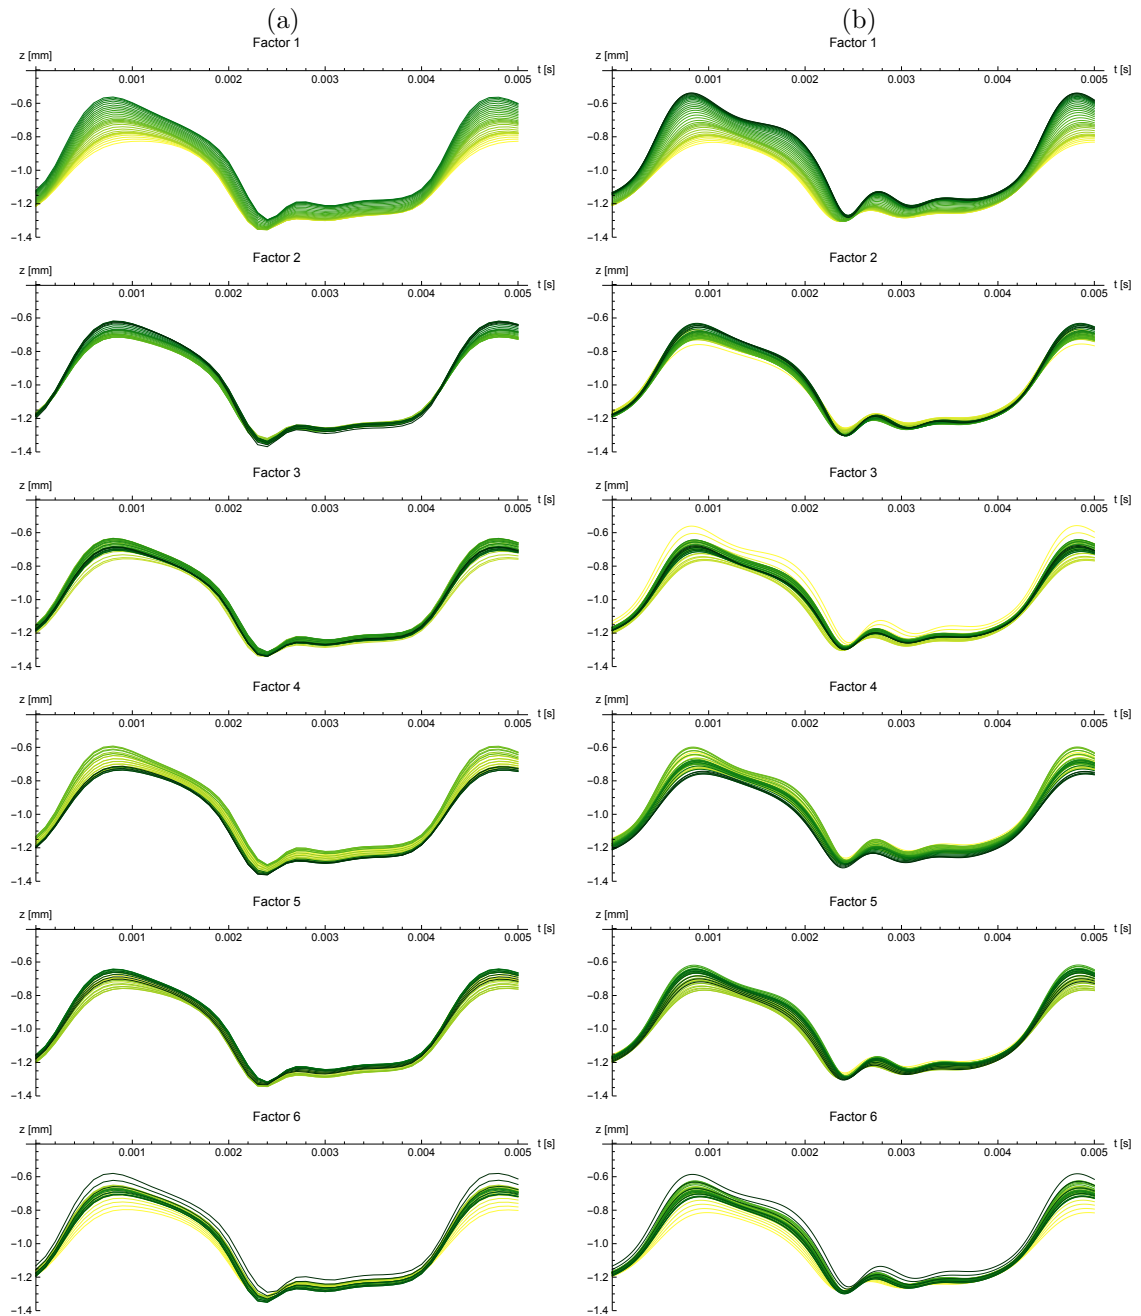 (a) (b)
Factor 1 Factor 1
z [mm] z [mm]
t [s] t [s]
0.001 0.002 0.003 0.004 0.005 0.001 0.002 0.003 0.004 0.005
−0.6 −0.6
−0.8 −0.8
−1.0 −1.0
−1.2 −1.2
−1.4 −1.4
Factor 2 Factor 2
z [mm] z [mm]
t [s] t [s]
0.001 0.002 0.003 0.004 0.005 0.001 0.002 0.003 0.004 0.005
−0.6 −0.6
−0.8 −0.8
−1.0 −1.0
−1.2 −1.2
−1.4 −1.4
Factor 3 Factor 3
z [mm] z [mm]
t [s] t [s]
0.001 0.002 0.003 0.004 0.005 0.001 0.002 0.003 0.004 0.005
−0.6 −0.6
−0.8 −0.8
−1.0 −1.0
−1.2 −1.2
−1.4 −1.4
Factor 4 Factor 4
z [mm] z [mm]
t [s] t [s]
0.001 0.002 0.003 0.004 0.005 0.001 0.002 0.003 0.004 0.005
−0.6 −0.6
−0.8 −0.8
−1.0 −1.0
−1.2 −1.2
−1.4 −1.4
Factor 5 Factor 5
z [mm] z [mm]
t [s] t [s]
0.001 0.002 0.003 0.004 0.005 0.001 0.002 0.003 0.004 0.005
−0.6 −0.6
−0.8 −0.8
−1.0 −1.0
−1.2 −1.2
−1.4 −1.4
Factor 6 Factor 6
z [mm] z [mm]
t [s] t [s]
0.001 0.002 0.003 0.004 0.005 0.001 0.002 0.003 0.004 0.005
−0.6 −0.6
−0.8 −0.8
−1.0 −1.0
−1.2 −1.2
−1.4 −1.4